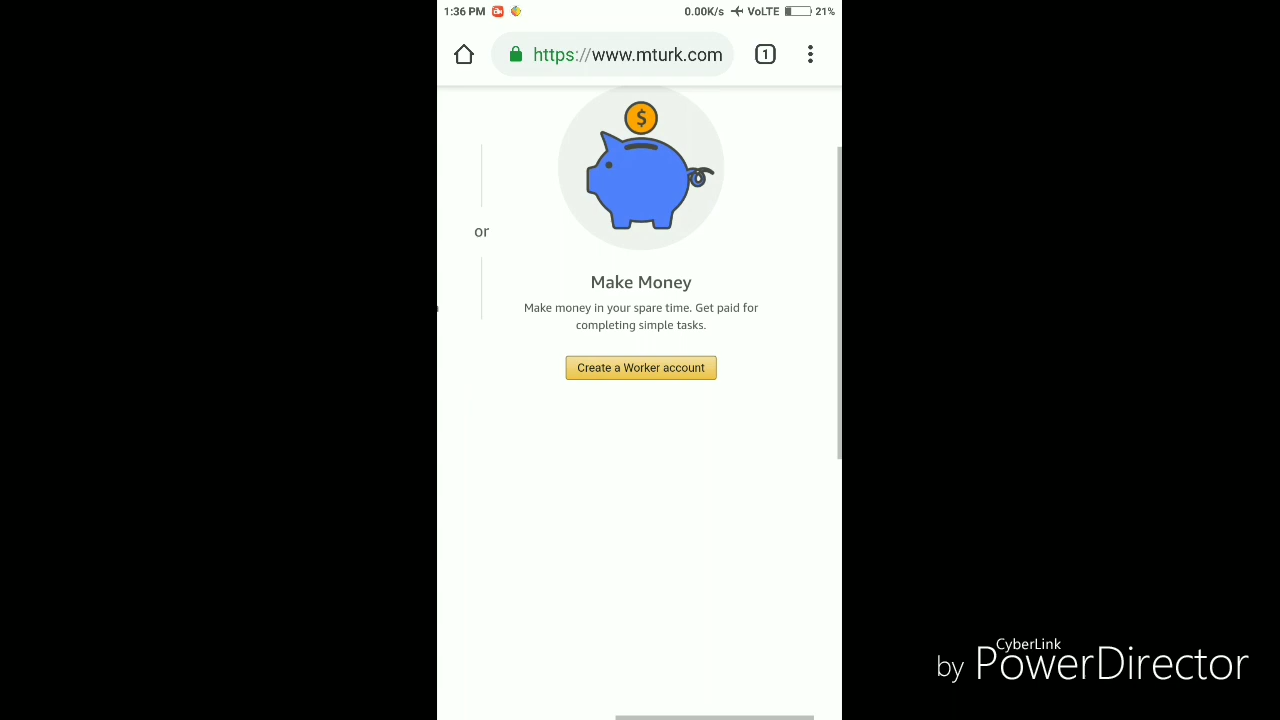 1:36 PM
0.00K/s VoLTE 21%
https://www.mturk.com
1
$
or
Make Money
Make money in your spare time. Get paid for
completing simple tasks.
Create a Worker account
CyberLink
by PowerDirector